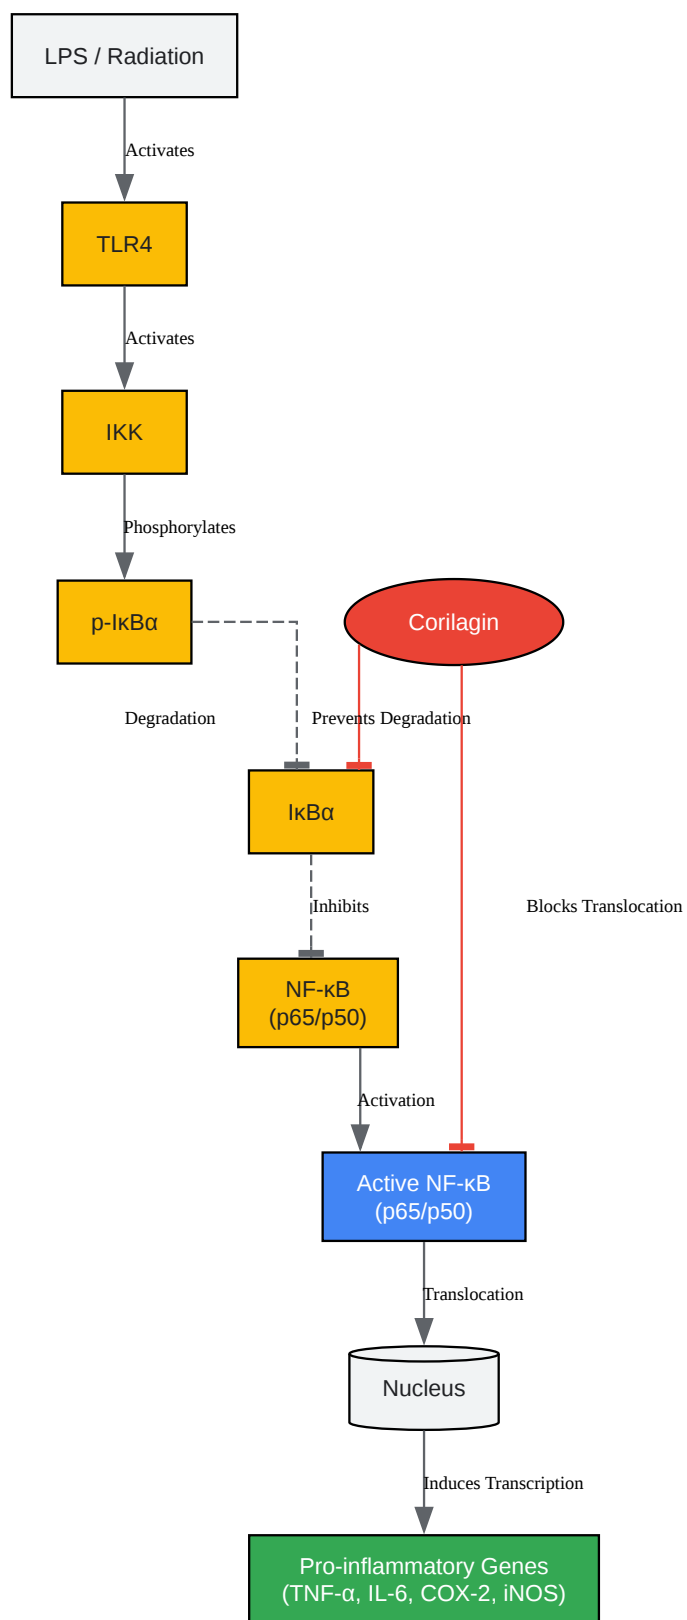 LPS / Radiation
Activates
TLR4
Activates
IKK
Phosphorylates
p-IκBα
Corilagin
Degradation
Prevents Degradation
IκBα
Inhibits
Blocks Translocation
NF-κB
(p65/p50)
Activation
Active NF-κB
(p65/p50)
Translocation
Nucleus
Induces Transcription
Pro-inflammatory Genes
(TNF-α, IL-6, COX-2, iNOS)